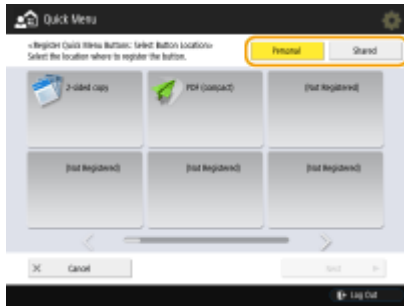 Quick Menu
<Register Quick Menu Buttons: Select Button Location>
Select the location where to register the button.
Personal
Shared
2-sided copy
PDF (compact)
(Not Registered)
(Not Registered)
(Not Registered)
(Not Registered)
Cancel
Next
Log Out